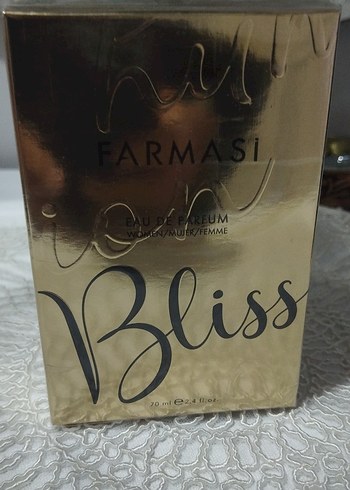 FARMASi
EAU DE PARFUM
WOMEN/MUJER/FEMME
Bliss
70 ml ℮ 2,4 fl.oz